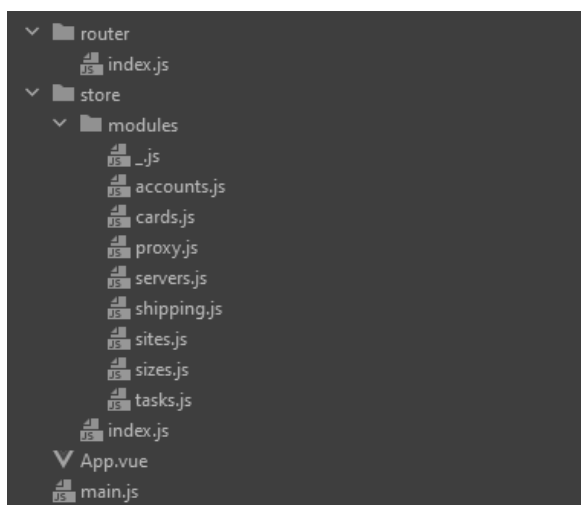 router
index.js
store
modules
_.js
accounts.js
cards.js
proxy.js
servers.js
shipping.js
sites.js
sizes.js
tasks.js
index.js
App.vue
main.js